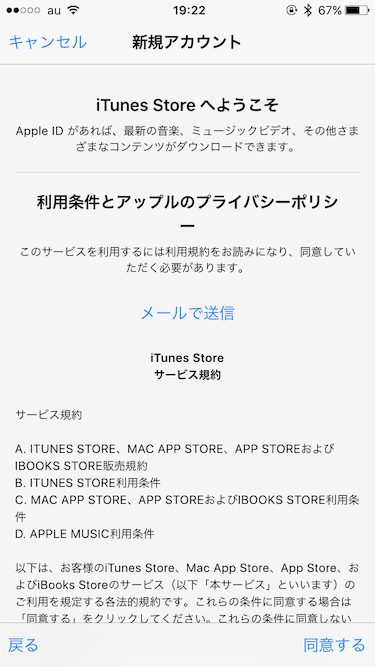 au 19:22 67%
キャンセル 新規アカウント
iTunes Store へようこそ
Apple ID があれば、最新の音楽、ミュージックビデオ、その他さま
ざまなコンテンツがダウンロードできます。
利用条件とアップルのプライバシーポリシ
ー
このサービスを利用するには利用規約をお読みになり、同意してい
ただく必要があります。
メールで送信
iTunes Store
サービス規約
サービス規約
A. ITUNES STORE、MAC APP STORE、APP STOREおよび
IBOOKS STORE販売規約
B. ITUNES STORE利用条件
C. MAC APP STORE、APP STOREおよびIBOOKS STORE利用条
件
D. APPLE MUSIC利用条件
以下は、お客様のiTunes Store、Mac App Store、App Store、お
よびiBooks Storeのサービス（以下「本サービス」といいます）の
ご利用を規定する各法的規約です。これらの条件に同意する場合は
「同意する」をクリックしてください。これらの条件に同意しない
戻る 同意する